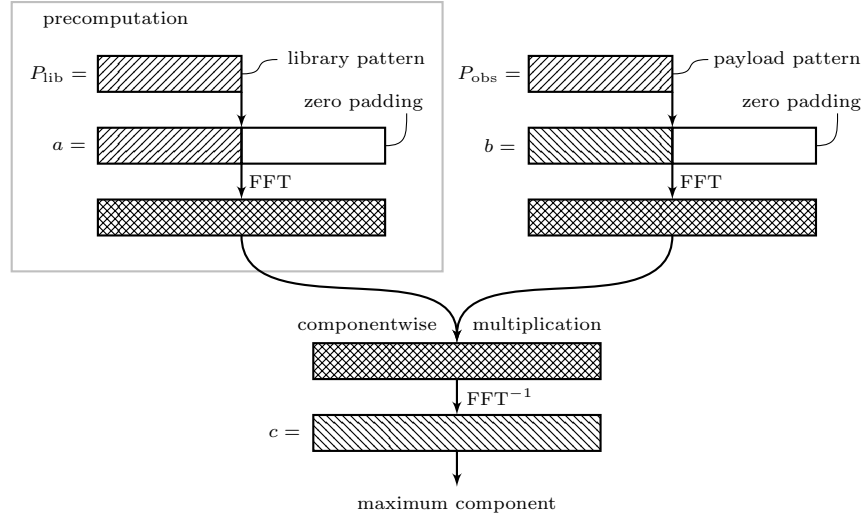 precomputation
P_lib =
library pattern
zero padding
a =
FFT
P_obs =
payload pattern
zero padding
b =
FFT
componentwise multiplication
FFT⁻¹
c =
maximum component